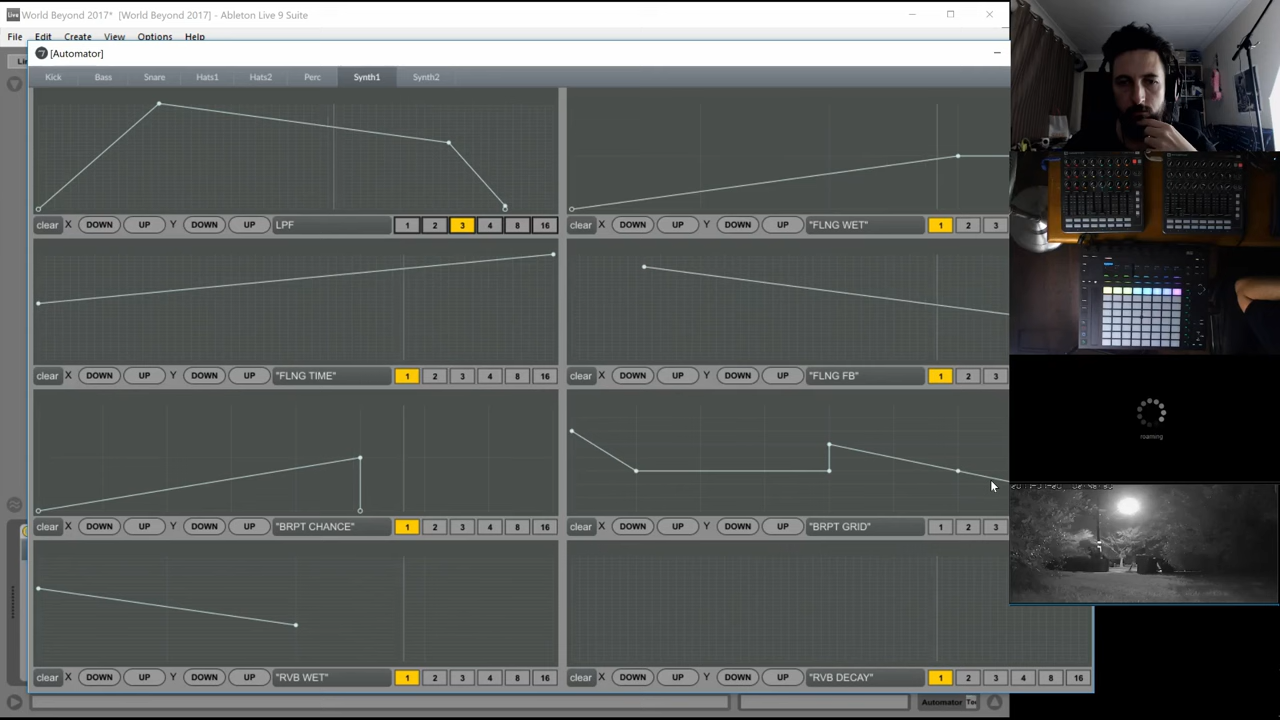 Live World Beyond 2017* [World Beyond 2017] - Ableton Live 9 Suite
File Edit Create View Options Help
[Automator]
Kick Bass Snare Hats1 Hats2 Perc Synth1 Synth2
clear X DOWN UP Y DOWN UP LPF 1 2 3 4 8 16
clear X DOWN UP Y DOWN UP "FLNG WET" 1 2 3
clear X DOWN UP Y DOWN UP "FLNG TIME" 1 2 3 4 8 16
clear X DOWN UP Y DOWN UP "FLNG FB" 1 2 3
clear X DOWN UP Y DOWN UP "BRPT CHANCE" 1 2 3 4 8 16
clear X DOWN UP Y DOWN UP "BRPT GRID" 1 2 3
clear X DOWN UP Y DOWN UP "RVB WET" 1 2 3 4 8 16
clear X DOWN UP Y DOWN UP "RVB DECAY" 1 2 3 4 8 16
Automator
roaming